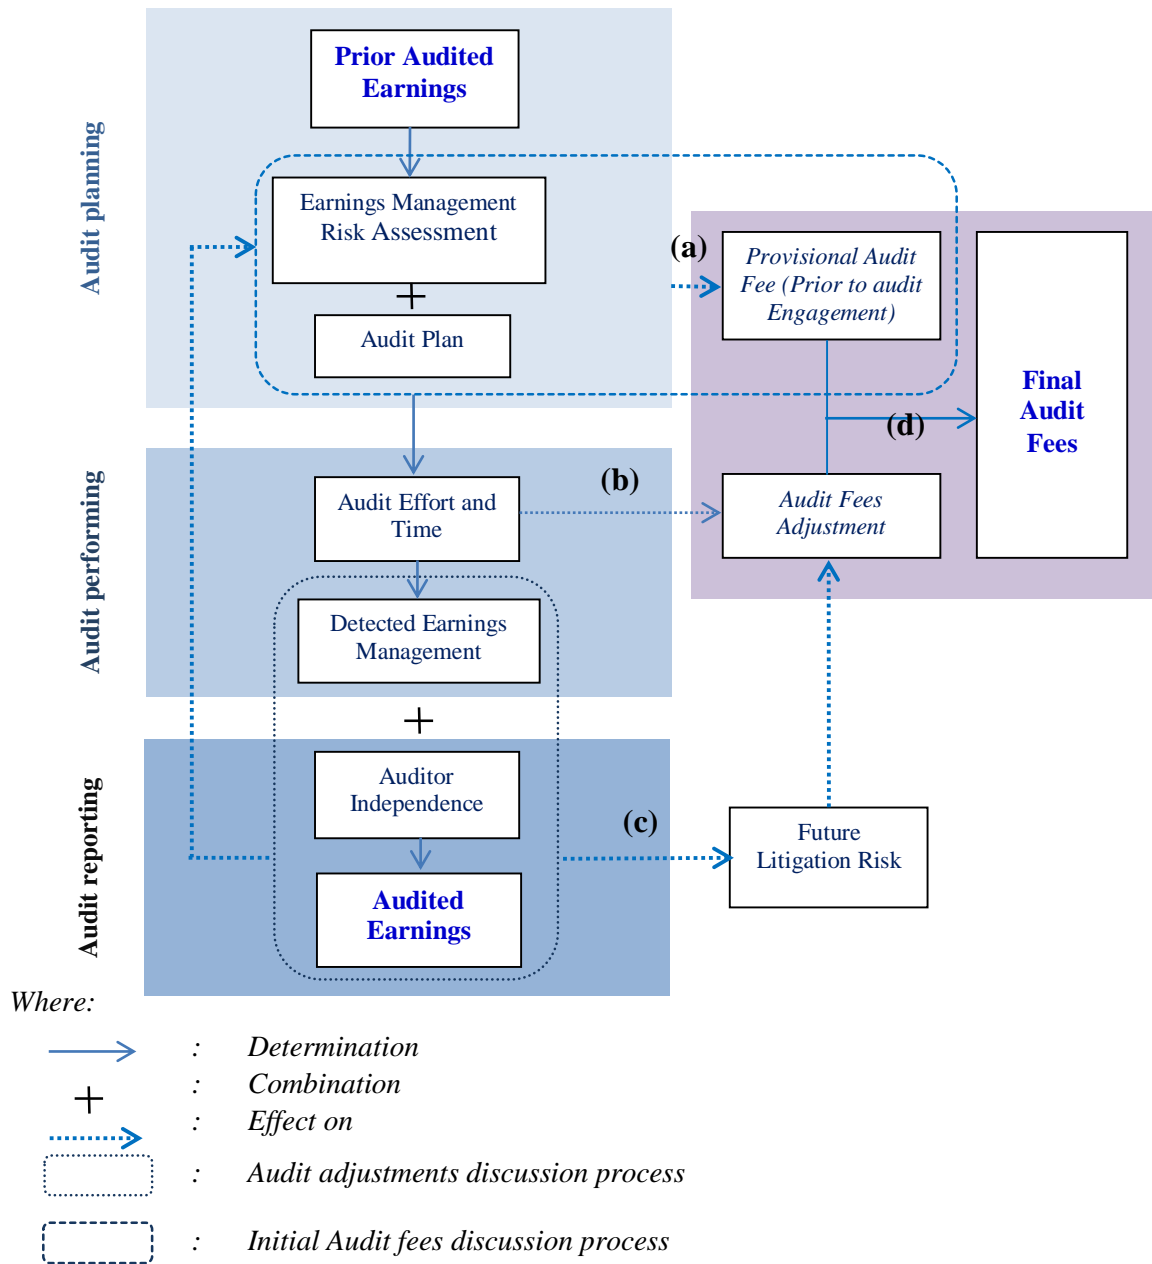 Audit planning
Prior Audited
Earnings
Earnings Management
Risk Assessment
+
Audit Plan
(a)
Provisional Audit
Fee (Prior to audit
Engagement)
Final
Audit
Fees
(d)
Audit performing
Audit Effort and
Time
(b)
Audit Fees
Adjustment
Detected Earnings
Management
+
Audit reporting
Auditor
Independence
(c)
Future
Litigation Risk
Audited
Earnings
Where:
: Determination
+ : Combination
: Effect on
: Audit adjustments discussion process
: Initial Audit fees discussion process